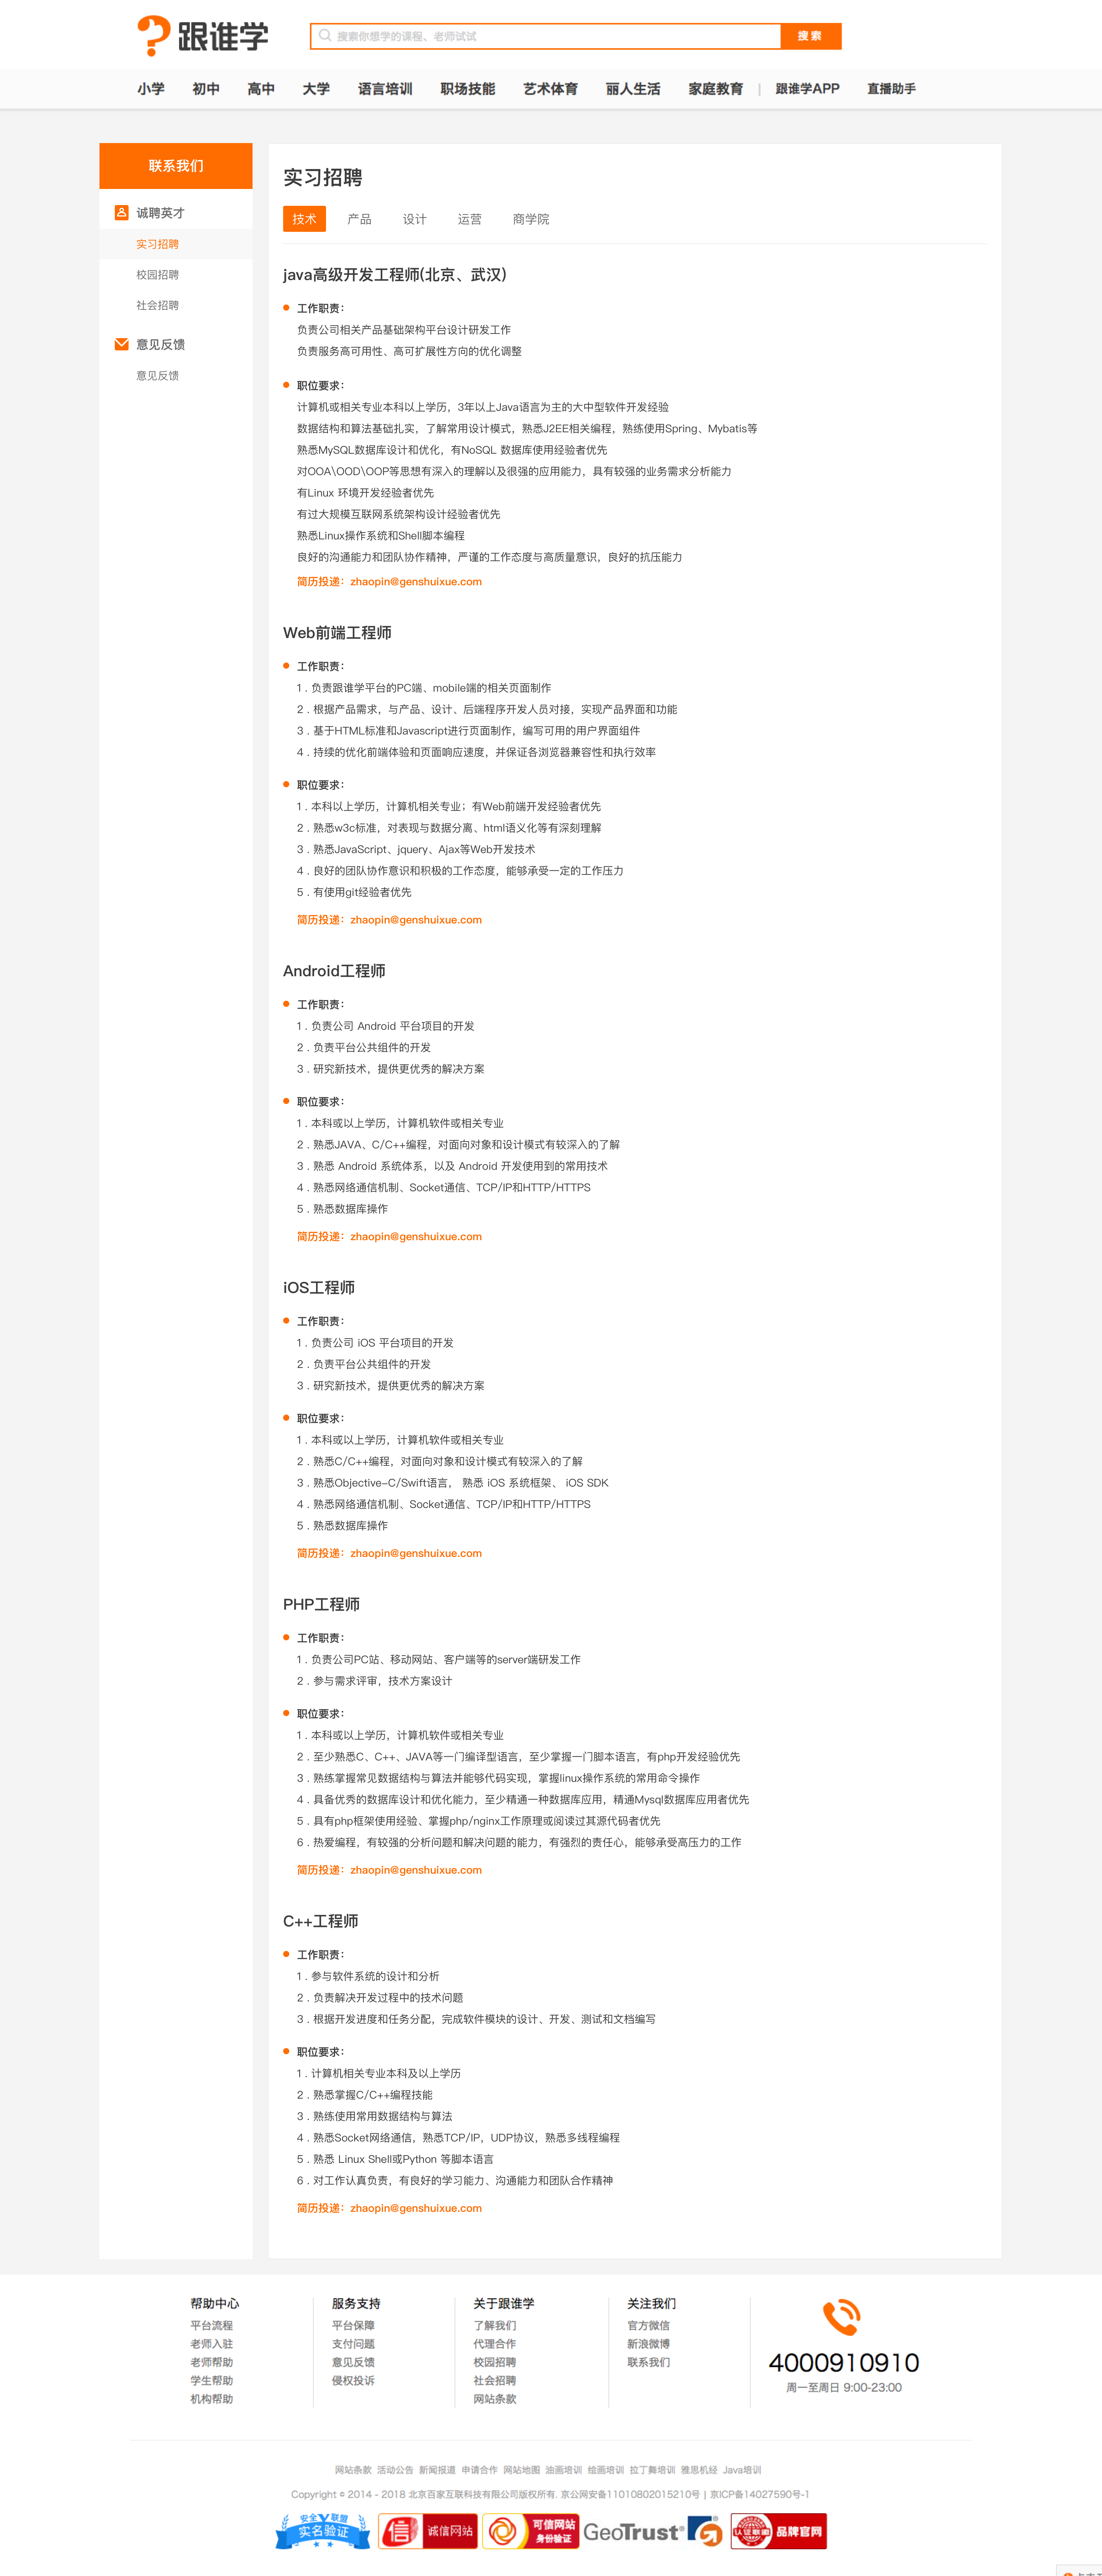 跟谁学
搜索你想学的课程、老师试试
搜索
小学 初中 高中 大学 语言培训 职场技能 艺术体育 丽人生活 家庭教育 | 跟谁学APP 直播助手
联系我们
诚聘英才
实习招聘
校园招聘
社会招聘
意见反馈
意见反馈
实习招聘
技术 产品 设计 运营 商学院
java高级开发工程师(北京、武汉)
工作职责：
负责公司相关产品基础架构平台设计研发工作
负责服务高可用性、高可扩展性方向的优化调整
职位要求：
计算机或相关专业本科以上学历，3年以上Java语言为主的大中型软件开发经验
数据结构和算法基础扎实，了解常用设计模式，熟悉J2EE相关编程，熟练使用Spring、Mybatis等
熟悉MySQL数据库设计和优化，有NoSQL 数据库使用经验者优先
对OOA\OOD\OOP等思想有深入的理解以及很强的应用能力，具有较强的业务需求分析能力
有Linux 环境开发经验者优先
有过大规模互联网系统架构设计经验者优先
熟悉Linux操作系统和Shell脚本编程
良好的沟通能力和团队协作精神，严谨的工作态度与高质量意识，良好的抗压能力
简历投递：zhaopin@genshuixue.com
Web前端工程师
工作职责：
1．负责跟谁学平台的PC端、mobile端的相关页面制作
2．根据产品需求，与产品、设计、后端程序开发人员对接，实现产品界面和功能
3．基于HTML标准和Javascript进行页面制作，编写可用的用户界面组件
4．持续的优化前端体验和页面响应速度，并保证各浏览器兼容性和执行效率
职位要求：
1．本科以上学历，计算机相关专业；有Web前端开发经验者优先
2．熟悉w3c标准，对表现与数据分离、html语义化等有深刻理解
3．熟悉JavaScript、jquery、Ajax等Web开发技术
4．良好的团队协作意识和积极的工作态度，能够承受一定的工作压力
5．有使用git经验者优先
简历投递：zhaopin@genshuixue.com
Android工程师
工作职责：
1．负责公司 Android 平台项目的开发
2．负责平台公共组件的开发
3．研究新技术，提供更优秀的解决方案
职位要求：
1．本科或以上学历，计算机软件或相关专业
2．熟悉JAVA、C/C++编程，对面向对象和设计模式有较深入的了解
3．熟悉 Android 系统体系，以及 Android 开发使用到的常用技术
4．熟悉网络通信机制、Socket通信、TCP/IP和HTTP/HTTPS
5．熟悉数据库操作
简历投递：zhaopin@genshuixue.com
iOS工程师
工作职责：
1．负责公司 iOS 平台项目的开发
2．负责平台公共组件的开发
3．研究新技术，提供更优秀的解决方案
职位要求：
1．本科或以上学历，计算机软件或相关专业
2．熟悉C/C++编程，对面向对象和设计模式有较深入的了解
3．熟悉Objective-C/Swift语言， 熟悉 iOS 系统框架、 iOS SDK
4．熟悉网络通信机制、Socket通信、TCP/IP和HTTP/HTTPS
5．熟悉数据库操作
简历投递：zhaopin@genshuixue.com
PHP工程师
工作职责：
1．负责公司PC站、移动网站、客户端等的server端研发工作
2．参与需求评审，技术方案设计
职位要求：
1．本科或以上学历，计算机软件或相关专业
2．至少熟悉C、C++、JAVA等一门编译型语言，至少掌握一门脚本语言，有php开发经验优先
3．熟练掌握常见数据结构与算法并能够代码实现，掌握linux操作系统的常用命令操作
4．具备优秀的数据库设计和优化能力，至少精通一种数据库应用，精通Mysql数据库应用者优先
5．具有php框架使用经验、掌握php/nginx工作原理或阅读过其源代码者优先
6．热爱编程，有较强的分析问题和解决问题的能力，有强烈的责任心，能够承受高压力的工作
简历投递：zhaopin@genshuixue.com
C++工程师
工作职责：
1．参与软件系统的设计和分析
2．负责解决开发过程中的技术问题
3．根据开发进度和任务分配，完成软件模块的设计、开发、测试和文档编写
职位要求：
1．计算机相关专业本科及以上学历
2．熟悉掌握C/C++编程技能
3．熟练使用常用数据结构与算法
4．熟悉Socket网络通信，熟悉TCP/IP，UDP协议，熟悉多线程编程
5．熟悉 Linux Shell或Python 等脚本语言
6．对工作认真负责，有良好的学习能力、沟通能力和团队合作精神
简历投递：zhaopin@genshuixue.com
帮助中心
平台流程
老师入驻
老师帮助
学生帮助
机构帮助
服务支持
平台保障
支付问题
意见反馈
侵权投诉
关于跟谁学
了解我们
代理合作
校园招聘
社会招聘
网站条款
关注我们
官方微信
新浪微博
联系我们
4000910910
周一至周日 9:00-23:00
网站条款 活动公告 新闻报道 申请合作 网站地图 油画培训 绘画培训 拉丁舞培训 雅思机经 Java培训
Copyright © 2014 - 2018 北京百家互联科技有限公司版权所有. 京公网安备11010802015210号 | 京ICP备14027590号-1
安全联盟
实名验证
信 诚信网站
可信网站
身份验证
GeoTrust®
认证联盟
品牌官网